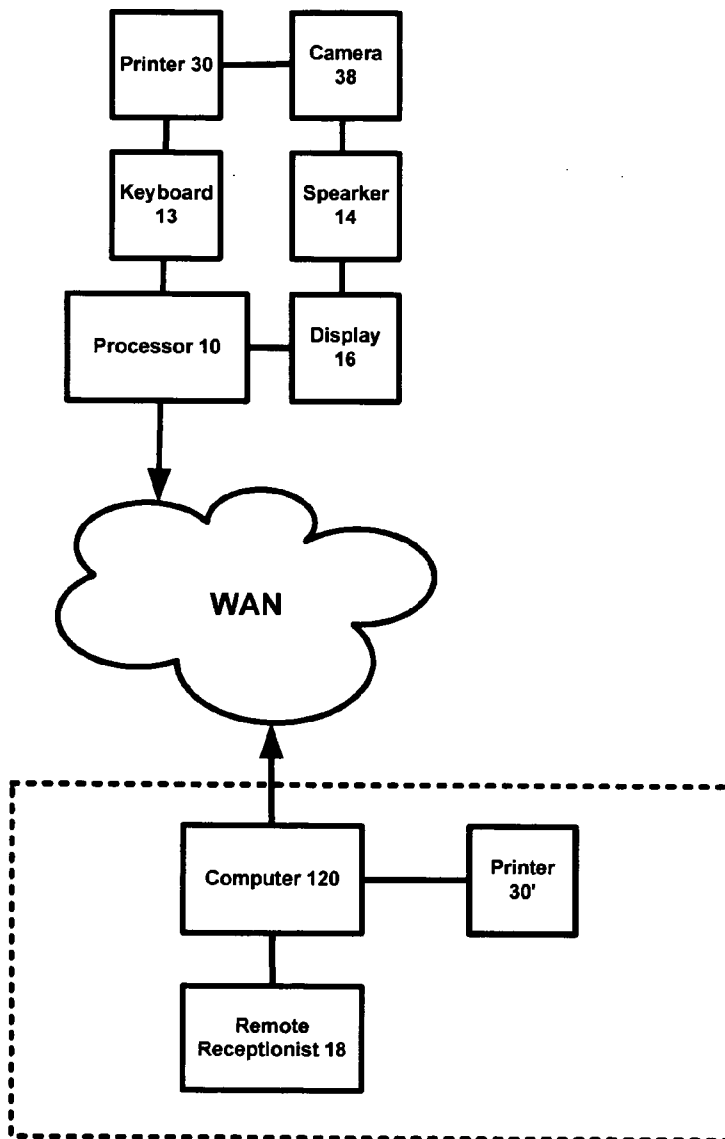 Printer 30
Camera
38
Keyboard
13
Spearker
14
Processor 10
Display
16
WAN
Computer 120
Printer
30'
Remote
Receptionist 18